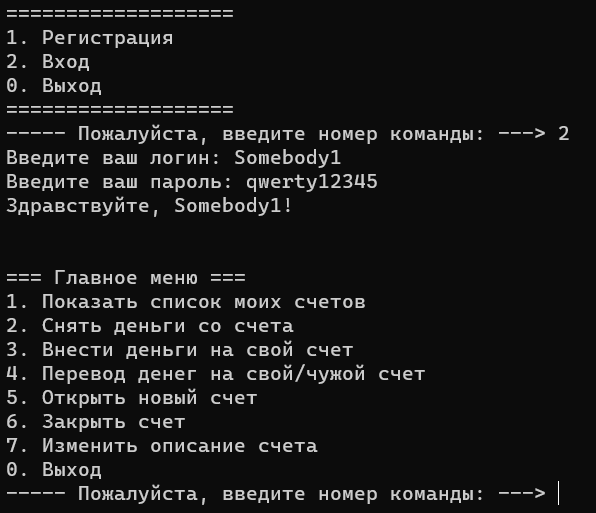 ===================
1. Регистрация
2. Вход
0. Выход
===================
----- Пожалуйста, введите номер команды: ---> 2
Введите ваш логин: Somebody1
Введите ваш пароль: qwerty12345
Здравствуйте, Somebody1!
=== Главное меню ===
1. Показать список моих счетов
2. Снять деньги со счета
3. Внести деньги на свой счет
4. Перевод денег на свой/чужой счет
5. Открыть новый счет
6. Закрыть счет
7. Изменить описание счета
0. Выход
----- Пожалуйста, введите номер команды: --->